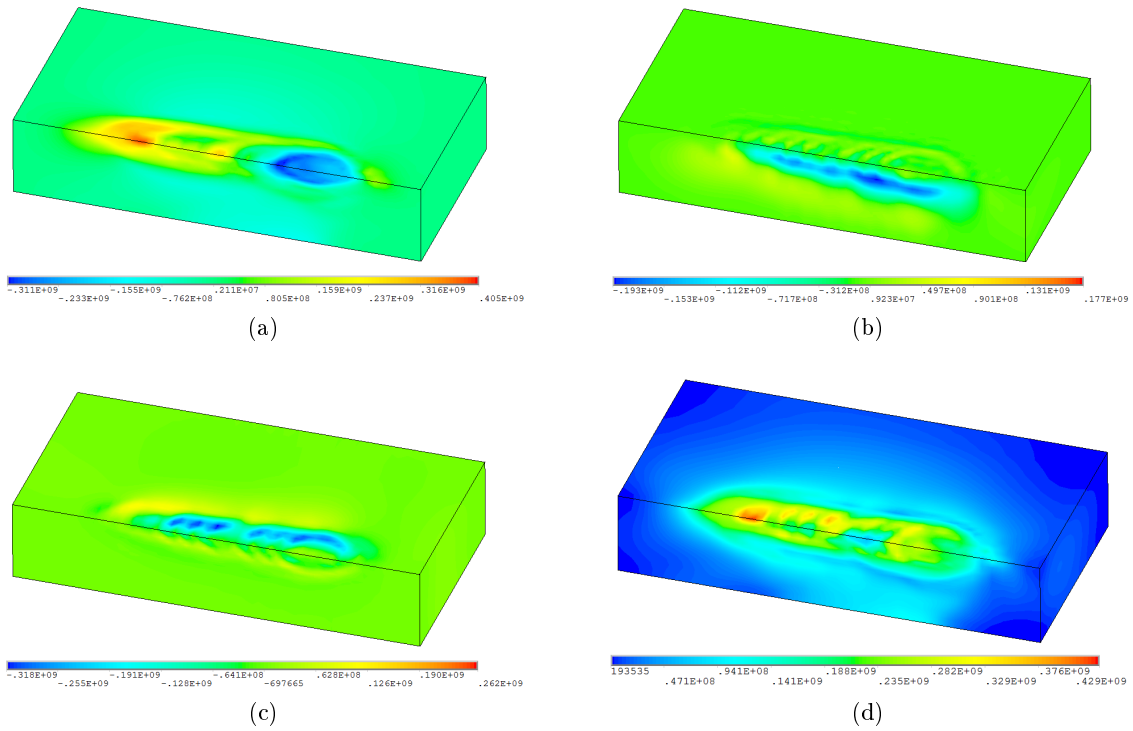 -.311E+09 -.155E+09 .211E+07 .159E+09 .316E+09
-.233E+09 -.762E+08 .805E+08 .237E+09 .405E+09
(a)
-.193E+09 -.112E+09 -.312E+08 .497E+08 .131E+09
-.153E+09 -.717E+08 .923E+07 .901E+08 .177E+09
(b)
-.318E+09 -.191E+09 -.641E+08 .628E+08 .190E+09
-.255E+09 -.128E+09 -697665 .126E+09 .262E+09
(c)
193535 .941E+08 .188E+09 .282E+09 .376E+09
.471E+08 .141E+09 .235E+09 .329E+09 .429E+09
(d)